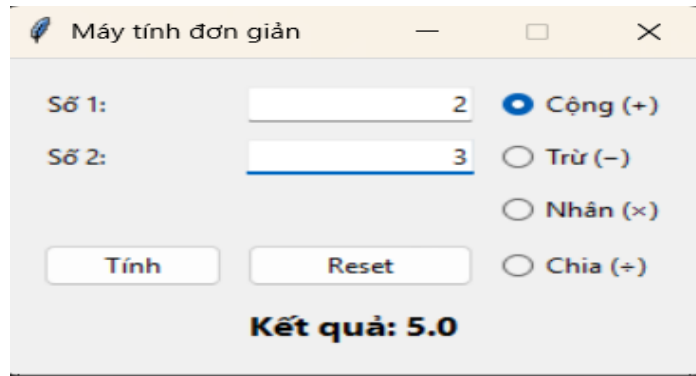 Máy tính đơn giản
Số 1: 2 Cộng (+)
Số 2: 3 Trừ (−)
Nhân (×)
Tính Reset Chia (÷)
Kết quả: 5.0